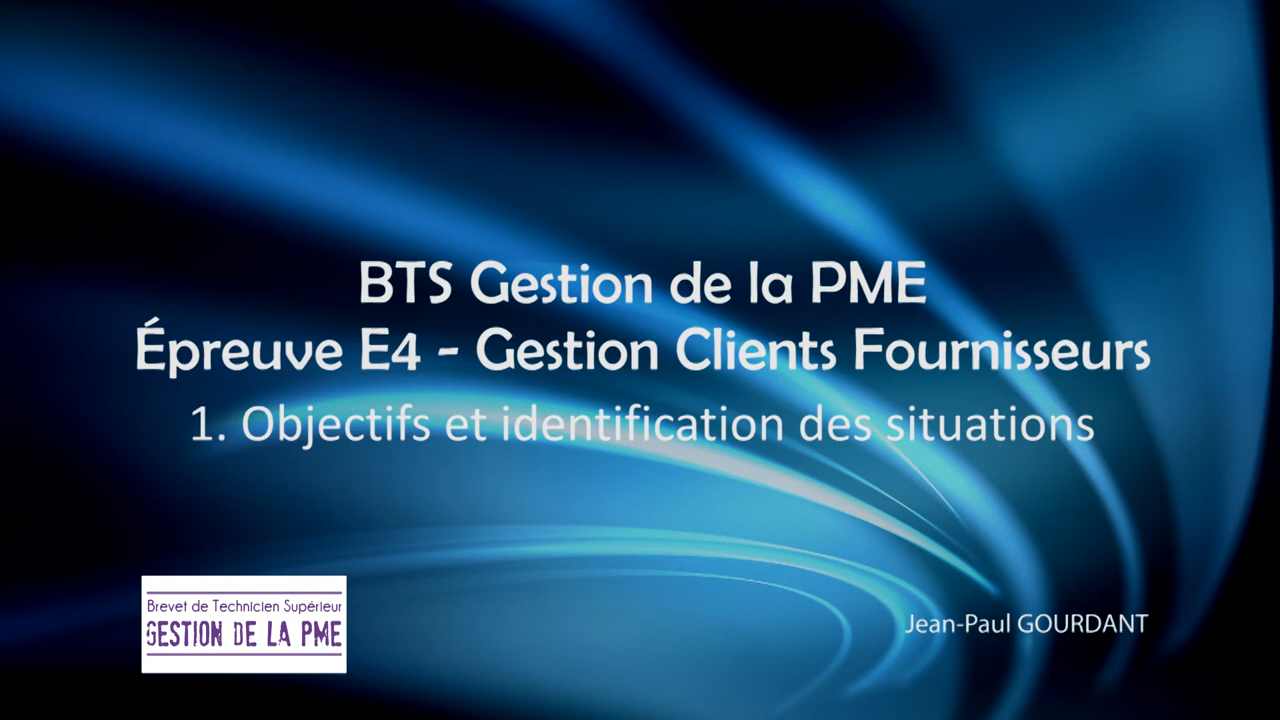 BTS Gestion de la PME
Épreuve E4 - Gestion Clients Fournisseurs
1. Objectifs et identification des situations
Brevet de Technicien Supérieur
GESTION DE LA PME
Jean-Paul GOURDANT